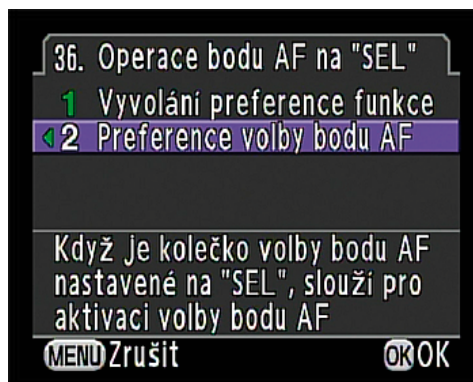 36. Operace bodu AF na "SEL"
1 Vyvolání preference funkce
2 Preference volby bodu AF
Když je kolečko volby bodu AF
nastavené na "SEL", slouží pro
aktivaci volby bodu AF
MENU Zrušit OK OK